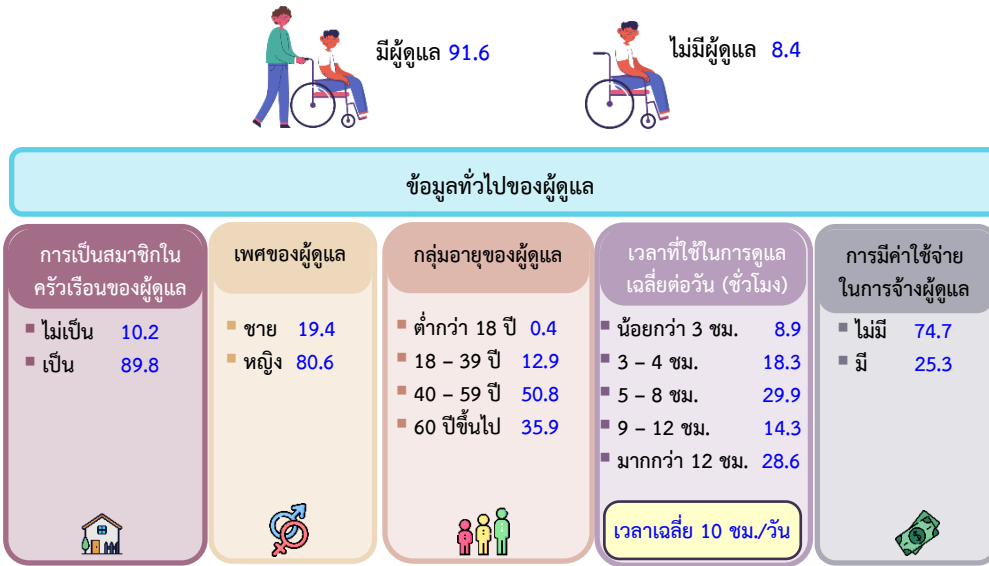 มีผู้ดูแล 91.6
ไม่มีผู้ดูแล 8.4
ข้อมูลทั่วไปของผู้ดูแล
การเป็นสมาชิกใน
ครัวเรือนของผู้ดูแล
ไม่เป็น 10.2
เป็น 89.8
เพศของผู้ดูแล
ชาย 19.4
หญิง 80.6
กลุ่มอายุของผู้ดูแล
ต่ำกว่า 18 ปี 0.4
18 – 39 ปี 12.9
40 – 59 ปี 50.8
60 ปีขึ้นไป 35.9
เวลาที่ใช้ในการดูแล
เฉลี่ยต่อวัน (ชั่วโมง)
น้อยกว่า 3 ชม. 8.9
3 – 4 ชม. 18.3
5 – 8 ชม. 29.9
9 – 12 ชม. 14.3
มากกว่า 12 ชม. 28.6
เวลาเฉลี่ย 10 ชม./วัน
การมีค่าใช้จ่าย
ในการจ้างผู้ดูแล
ไม่มี 74.7
มี 25.3